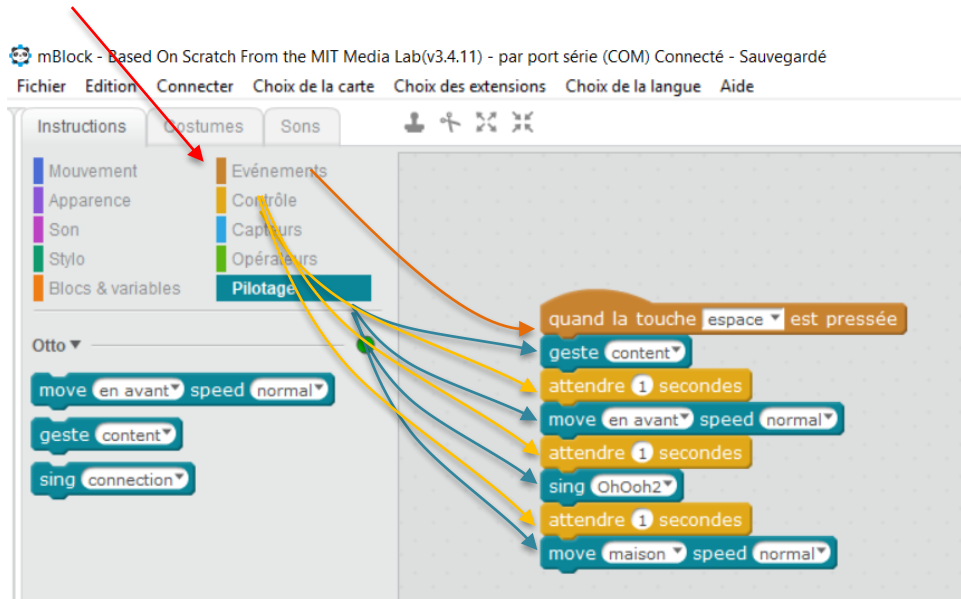 mBlock - Based On Scratch From the MIT Media Lab(v3.4.11) - par port série (COM) Connecté - Sauvegardé
Fichier Edition Connecter Choix de la carte Choix des extensions Choix de la langue Aide
Instructions Costumes Sons
Mouvement Evénements
Apparence Contrôle
Son Capteurs
Stylo Opérateurs
Blocs & variables Pilotage
Otto
move en avant speed normal
geste content
sing connection
quand la touche espace est pressée
geste content
attendre 1 secondes
move en avant speed normal
attendre 1 secondes
sing OhOoh2
attendre 1 secondes
move maison speed normal